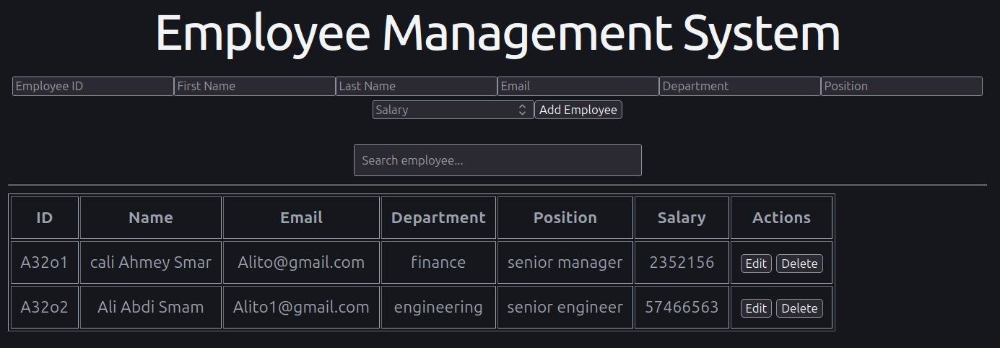 Employee Management System
Employee ID First Name Last Name Email Department Position
Salary Add Employee
Search employee...
ID Name Email Department Position Salary Actions
A32o1 cali Ahmey Smar Alito@gmail.com finance senior manager 2352156 Edit Delete
A32o2 Ali Abdi Smam Alito1@gmail.com engineering senior engineer 57466563 Edit Delete